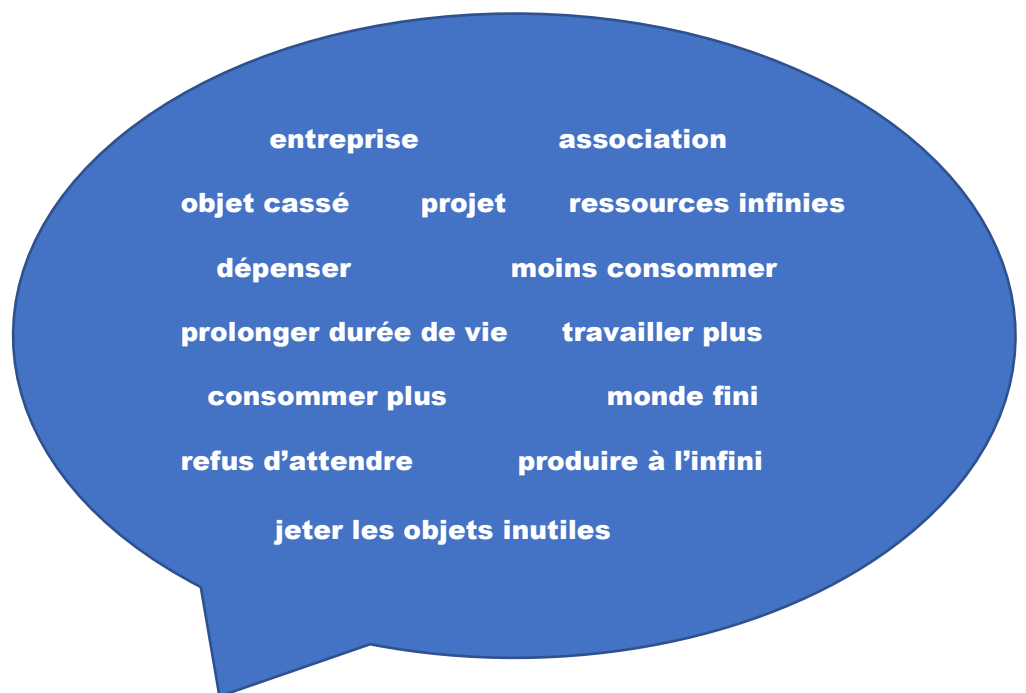 entreprise association
objet cassé projet ressources infinies
dépenser moins consommer
prolonger durée de vie travailler plus
consommer plus monde fini
refus d’attendre produire à l’infini
jeter les objets inutiles